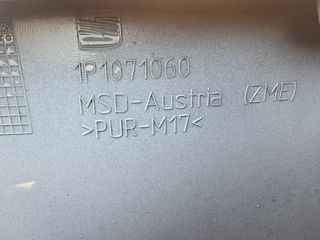 1P1071060
MSD-Austria (ZME)
>PUR-M17<